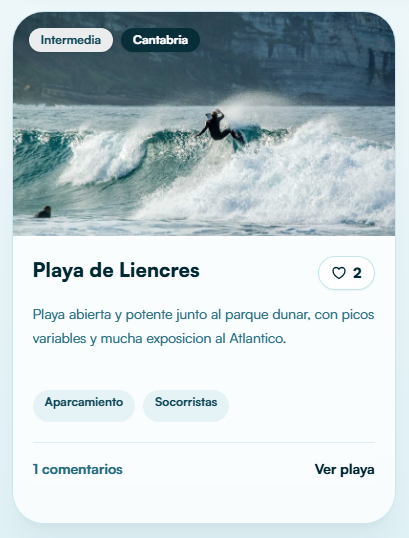 Intermedia
Cantabria
Playa de Liencres
2
Playa abierta y potente junto al parque dunar, con picos
variables y mucha exposicion al Atlantico.
Aparcamiento
Socorristas
1 comentarios
Ver playa